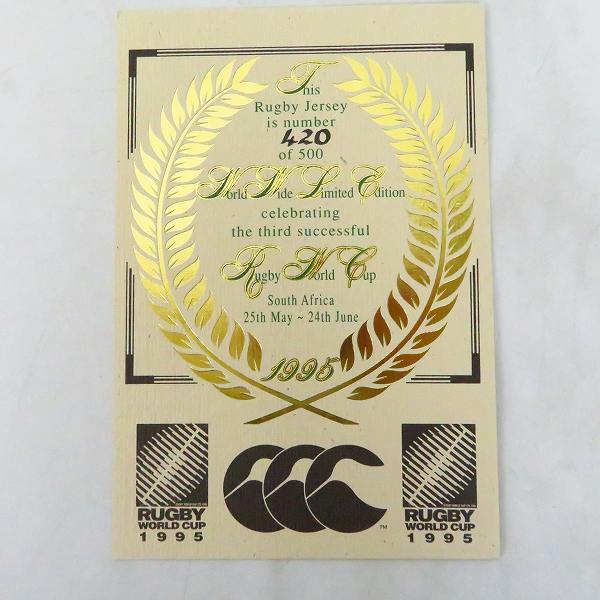 This
Rugby Jersey
is number
420
of 500
World Wide Limited Edition
celebrating
the third successful
Rugby World Cup
South Africa
25th May ~ 24th June
1995
RUGBY
WORLD CUP
1995
TM
RUGBY
WORLD CUP
1995